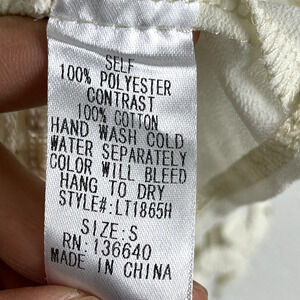 SELF
100% POLYESTER
CONTRAST
100% COTTON
HAND WASH COLD
WATER SEPARATELY
COLOR WILL BLEED
HANG TO DRY
STYLE#:LT1865H
SIZE:S
RN:136640
MADE IN CHINA